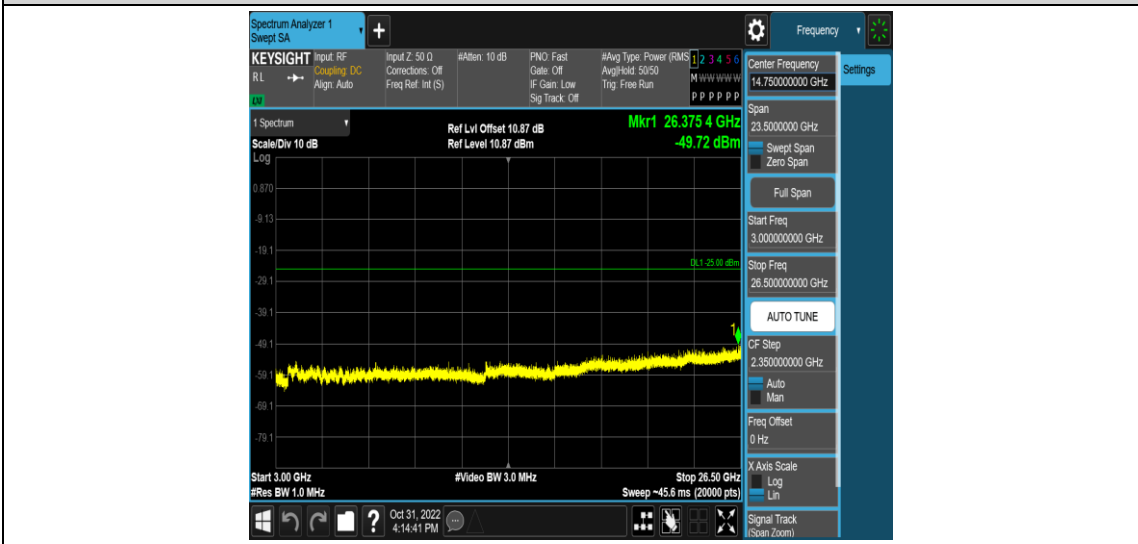 Spectrum Analyzer 1
Swept SA
+
Frequency
KEYSIGHT
RL
LXI
Input: RF
Coupling: DC
Align: Auto
Input Z: 50 Ω
Corrections: Off
Freq Ref: Int (S)
#Atten: 10 dB
PNO: Fast
Gate: Off
IF Gain: Low
Sig Track: Off
#Avg Type: Power (RMS
Avg|Hold: 50/50
Trig: Free Run
1 2 3 4 5 6
M W W W W W
P P P P P P
1 Spectrum
Scale/Div 10 dB
Ref Lvl Offset 10.87 dB
Ref Level 10.87 dBm
Mkr1 26.375 4 GHz
-49.72 dBm
Log
0.870
-9.13
-19.1
DL1 -25.00 dBm
-29.1
-39.1
1
-49.1
-59.1
-69.1
-79.1
Start 3.00 GHz
#Video BW 3.0 MHz
Stop 26.50 GHz
#Res BW 1.0 MHz
Sweep ~45.6 ms (20000 pts)
?
Oct 31, 2022
4:14:41 PM
Center Frequency
14.750000000 GHz
Settings
Span
23.5000000 GHz
Swept Span
Zero Span
Full Span
Start Freq
3.000000000 GHz
Stop Freq
26.500000000 GHz
AUTO TUNE
CF Step
2.350000000 GHz
Auto
Man
Freq Offset
0 Hz
X Axis Scale
Log
Lin
Signal Track
(Span Zoom)